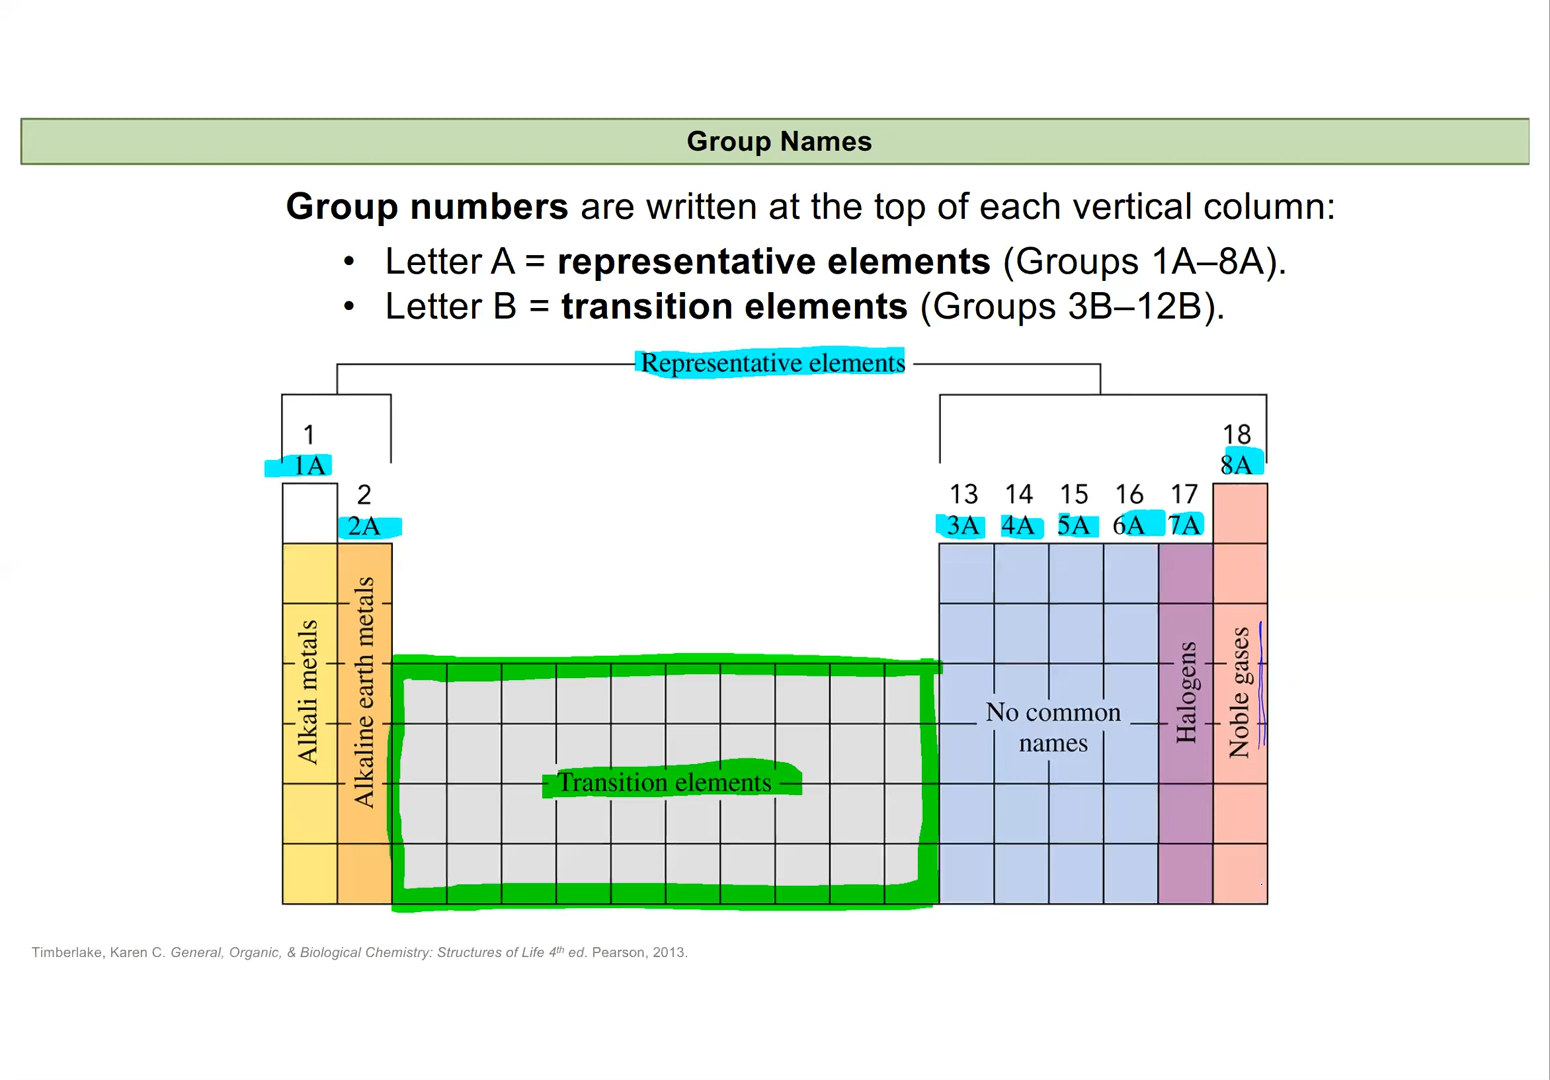 Group Names
Group numbers are written at the top of each vertical column:
• Letter A = representative elements (Groups 1A–8A).
• Letter B = transition elements (Groups 3B–12B).
Representative elements
1
1A
2
2A
13 14 15 16 17
3A 4A 5A 6A 7A
18
8A
Alkali metals
Alkaline earth metals
Transition elements
No common
names
Halogens
Noble gases
Timberlake, Karen C. General, Organic, & Biological Chemistry: Structures of Life 4th ed. Pearson, 2013.